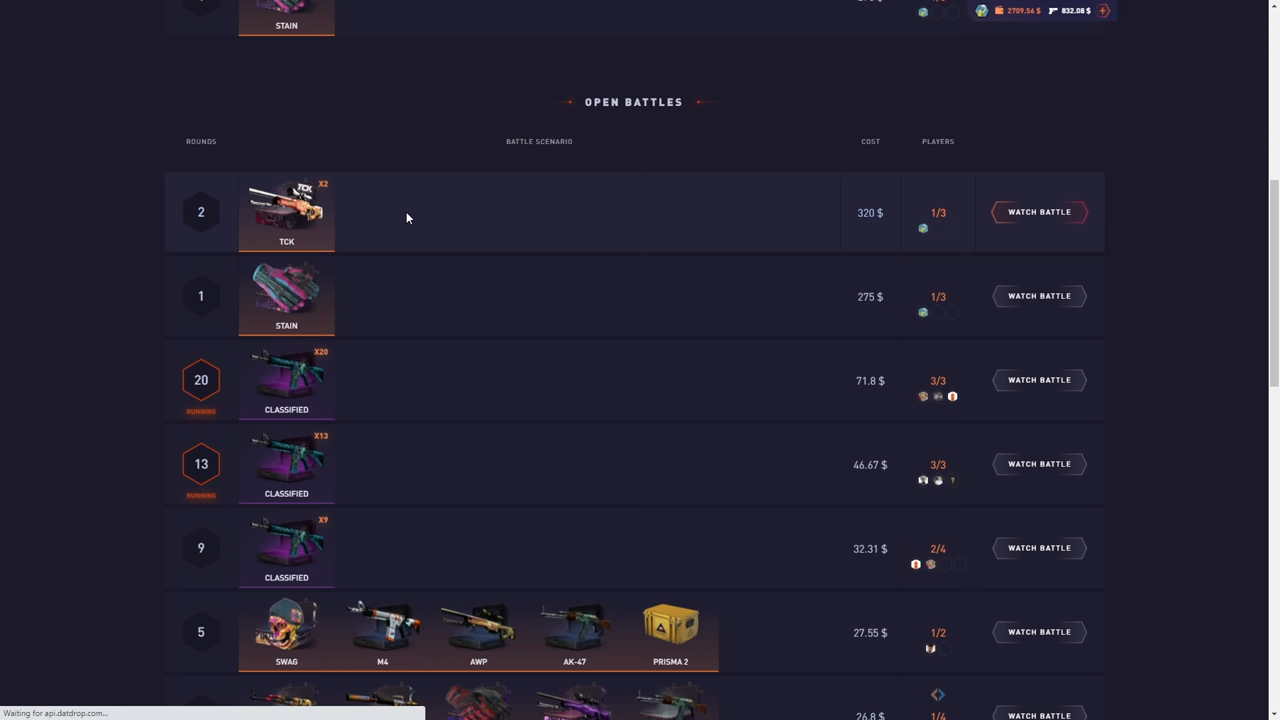 STAIN
2709.56 $ 832.08 $ +
OPEN BATTLES
ROUNDS BATTLE SCENARIO COST PLAYERS
2 X2 TCK TCK 320 $ 1/3 WATCH BATTLE
1 STAIN 275 $ 1/3 WATCH BATTLE
20 RUNNING X20 CLASSIFIED 71.8 $ 3/3 WATCH BATTLE
13 RUNNING X13 CLASSIFIED 46.67 $ 3/3 WATCH BATTLE
9 X9 CLASSIFIED 32.31 $ 2/4 WATCH BATTLE
5 SWAG M4 AWP AK-47 PRISMA 2 27.55 $ 1/2 WATCH BATTLE
26.8 $ 1/4 WATCH BATTLE
Waiting for api.datdrop.com...